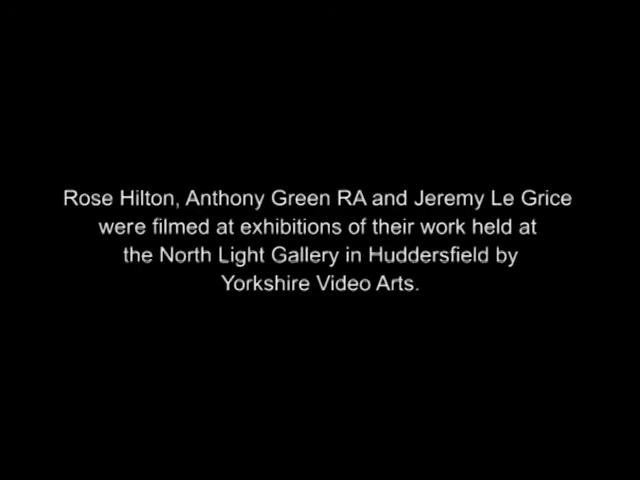 Rose Hilton, Anthony Green RA and Jeremy Le Grice
were filmed at exhibitions of their work held at
the North Light Gallery in Huddersfield by
Yorkshire Video Arts.